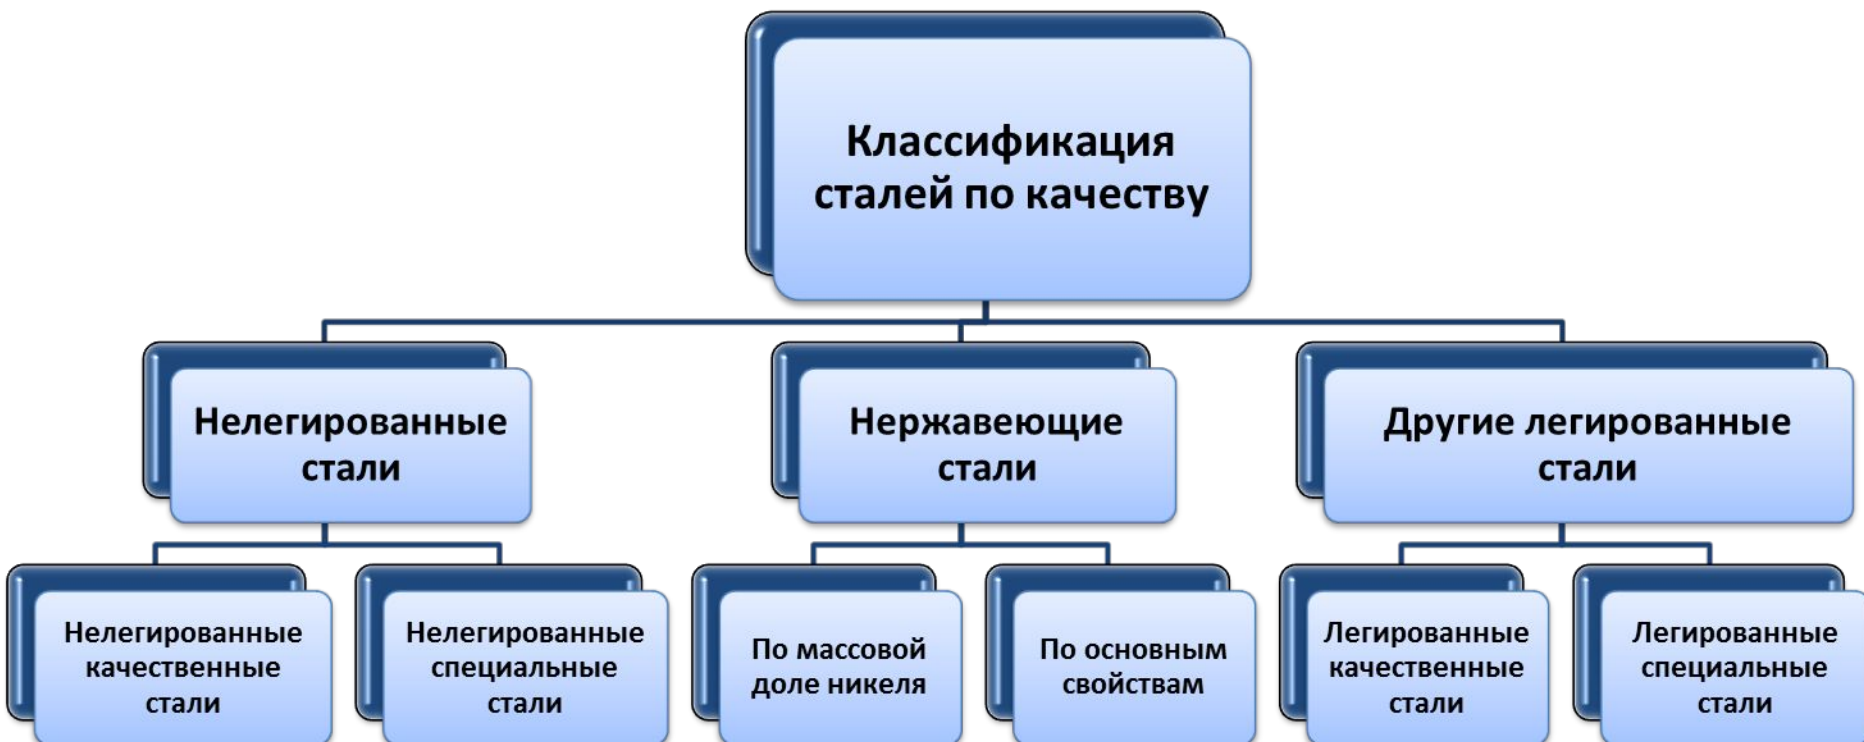 Классификация
сталей по качеству
Нелегированные
стали
Нержавеющие
стали
Другие легированные
стали
Нелегированные
качественные
стали
Нелегированные
специальные
стали
По массовой
доле никеля
По основным
свойствам
Легированные
качественные
стали
Легированные
специальные
стали